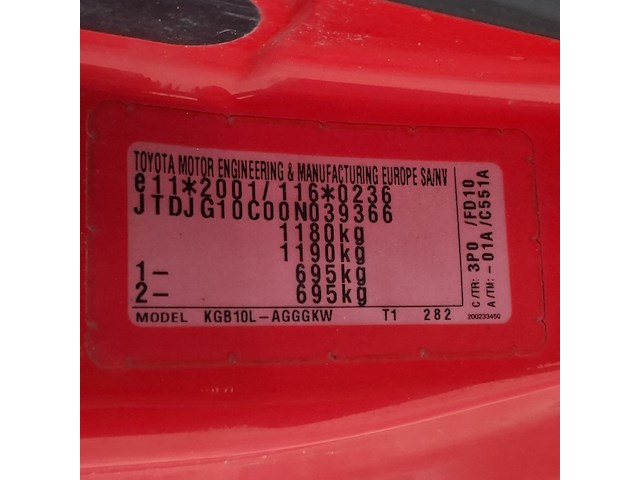 TOYOTA MOTOR ENGINEERING & MANUFACTURING EUROPE SA/NV
e11*2001/116*0236
JTDJG10C00N039366
1180kg
1190kg
1- 695kg
2- 695kg
MODEL KGB10L-AGGGKW T1 282
C/TR: 3P0 /FD10
A/TM: -01A/C551A
200233450